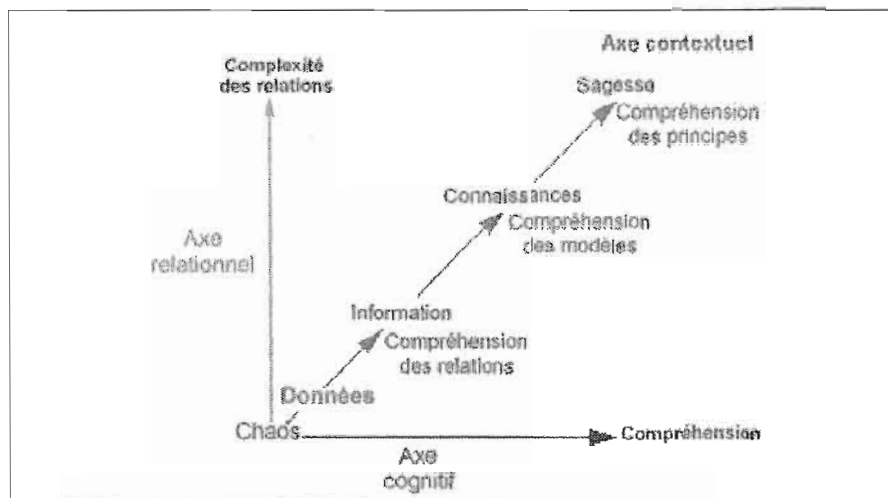 Axe contextuel
Complexité
des relations
Sagesse
Compréhension
des principes
Connaissances
Compréhension
des modèles
Axe
relationnel
Information
Compréhension
des relations
Données
Chaos
Compréhension
Axe
cognitif